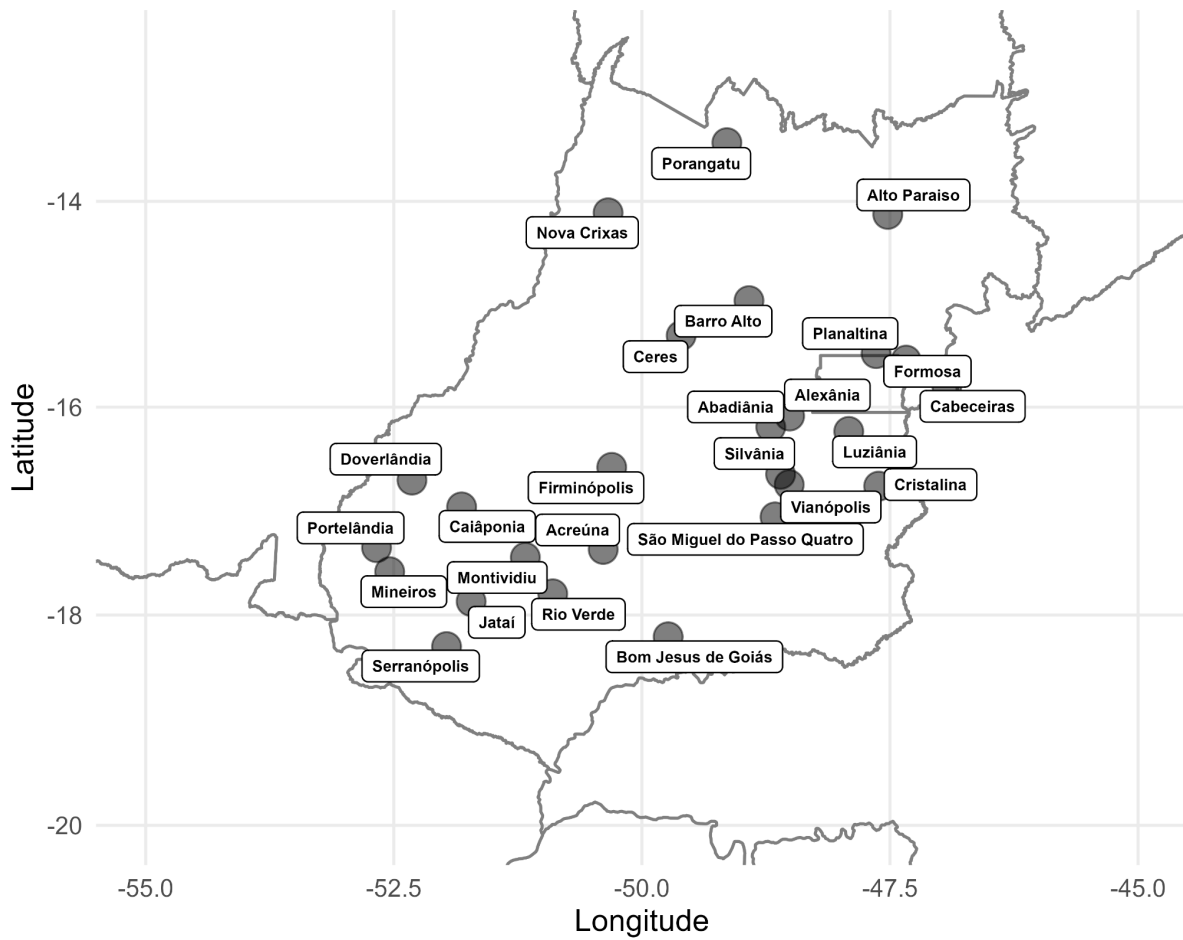 Porangatu
Alto Paraiso
-14
Nova Crixas
Barro Alto
Planaltina
Ceres
Formosa
Alexânia
Latitude
-16
Abadiânia
Cabeceiras
Silvânia
Luziânia
Doverlândia
Firminópolis
Cristalina
Vianópolis
Portelândia
Caiâponia
Acreúna
São Miguel do Passo Quatro
Montividiu
Mineiros
-18
Rio Verde
Jataí
Bom Jesus de Goiás
Serranópolis
-20
-55.0
-52.5
-50.0
-47.5
-45.0
Longitude